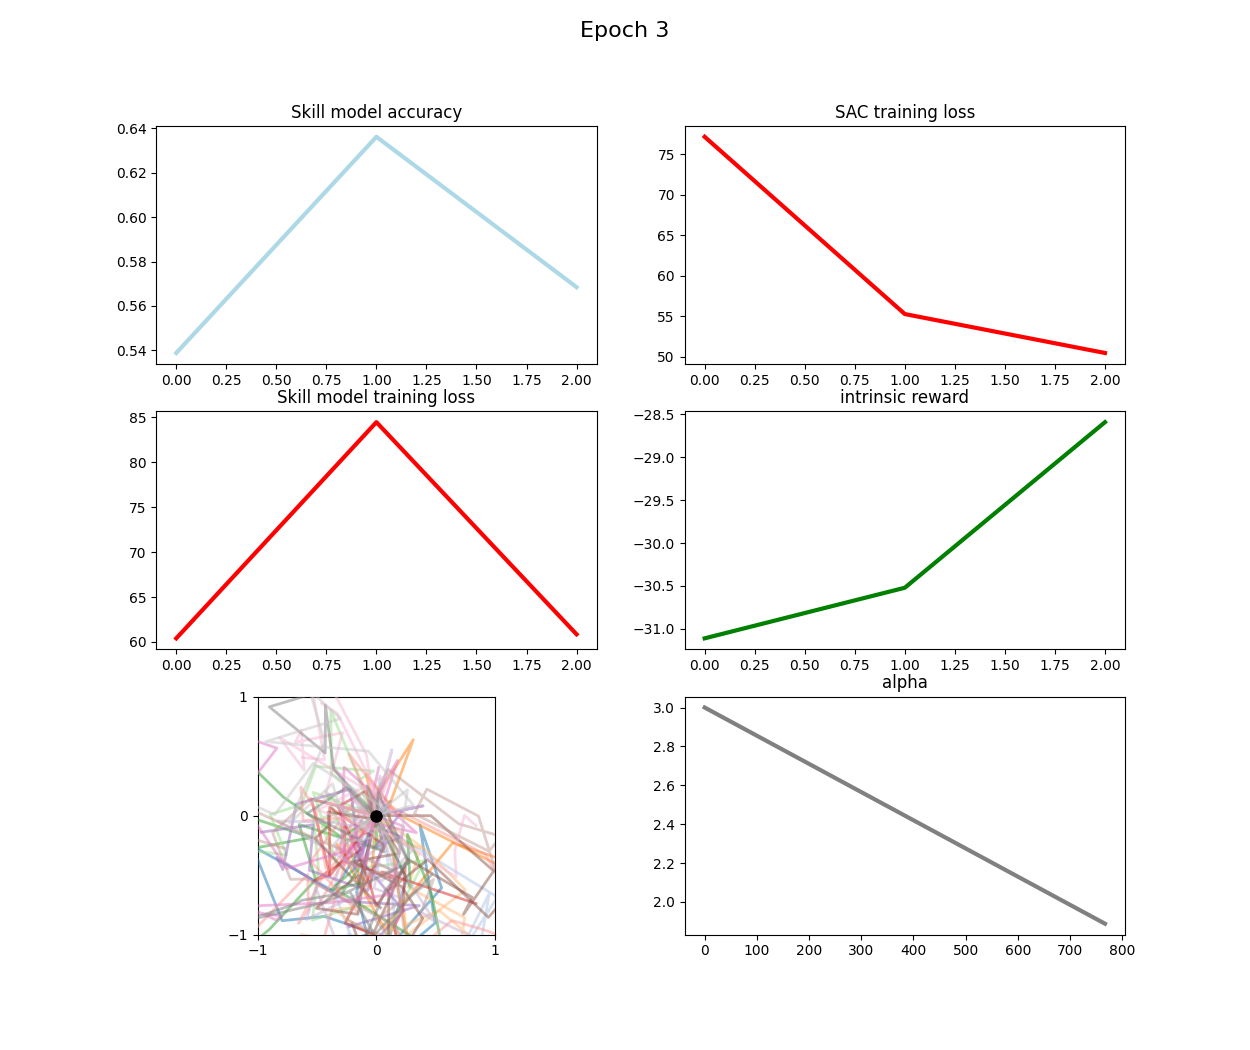 Epoch 3
Skill model accuracy
0.64
0.62
0.60
0.58
0.56
0.54
0.00 0.25 0.50 0.75 1.00 1.25 1.50 1.75 2.00
SAC training loss
75
70
65
60
55
50
0.00 0.25 0.50 0.75 1.00 1.25 1.50 1.75 2.00
Skill model training loss
85
80
75
70
65
60
0.00 0.25 0.50 0.75 1.00 1.25 1.50 1.75 2.00
intrinsic reward
−28.5
−29.0
−29.5
−30.0
−30.5
−31.0
0.00 0.25 0.50 0.75 1.00 1.25 1.50 1.75 2.00
1
0
−1
−1 0 1
alpha
3.0
2.8
2.6
2.4
2.2
2.0
0 100 200 300 400 500 600 700 800